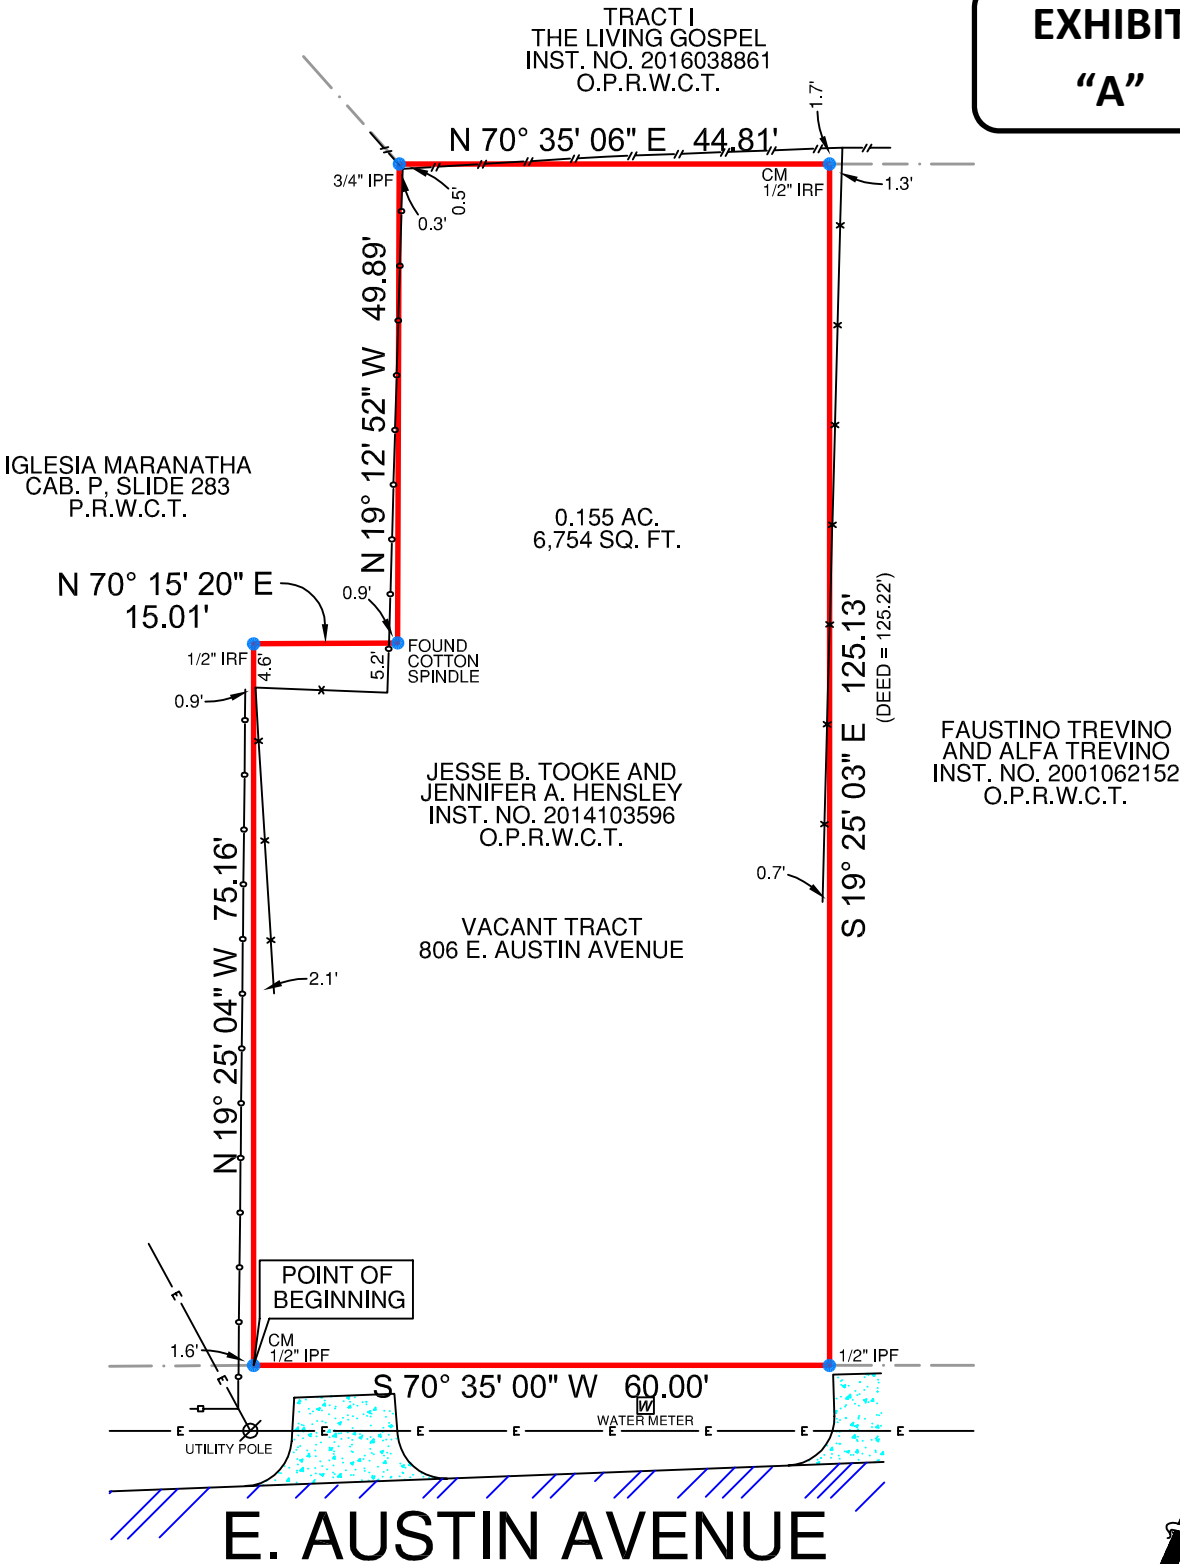 EXHIBIT
“A”
TRACT I
THE LIVING GOSPEL
INST. NO. 2016038861
O.P.R.W.C.T.
1.7'
N 70° 35' 06" E 44.81'
3/4" IPF
0.5'
0.3'
CM
1/2" IRF
1.3'
N 19° 12' 52" W 49.89'
IGLESIA MARANATHA
CAB. P, SLIDE 283
P.R.W.C.T.
0.155 AC.
6,754 SQ. FT.
N 70° 15' 20" E
15.01'
0.9'
1/2" IRF
4.6'
5.2'
FOUND
COTTON
SPINDLE
0.9'
S 19° 25' 03" E 125.13'
(DEED = 125.22')
FAUSTINO TREVINO
AND ALFA TREVINO
INST. NO. 2001062152
O.P.R.W.C.T.
JESSE B. TOOKE AND
JENNIFER A. HENSLEY
INST. NO. 2014103596
O.P.R.W.C.T.
0.7'
VACANT TRACT
806 E. AUSTIN AVENUE
2.1'
N 19° 25' 04" W 75.16'
POINT OF
BEGINNING
1.6'
CM
1/2" IPF
1/2" IPF
S 70° 35' 00" W 60.00'
W
WATER METER
E
E E E E E E E E
UTILITY POLE
E. AUSTIN AVENUE